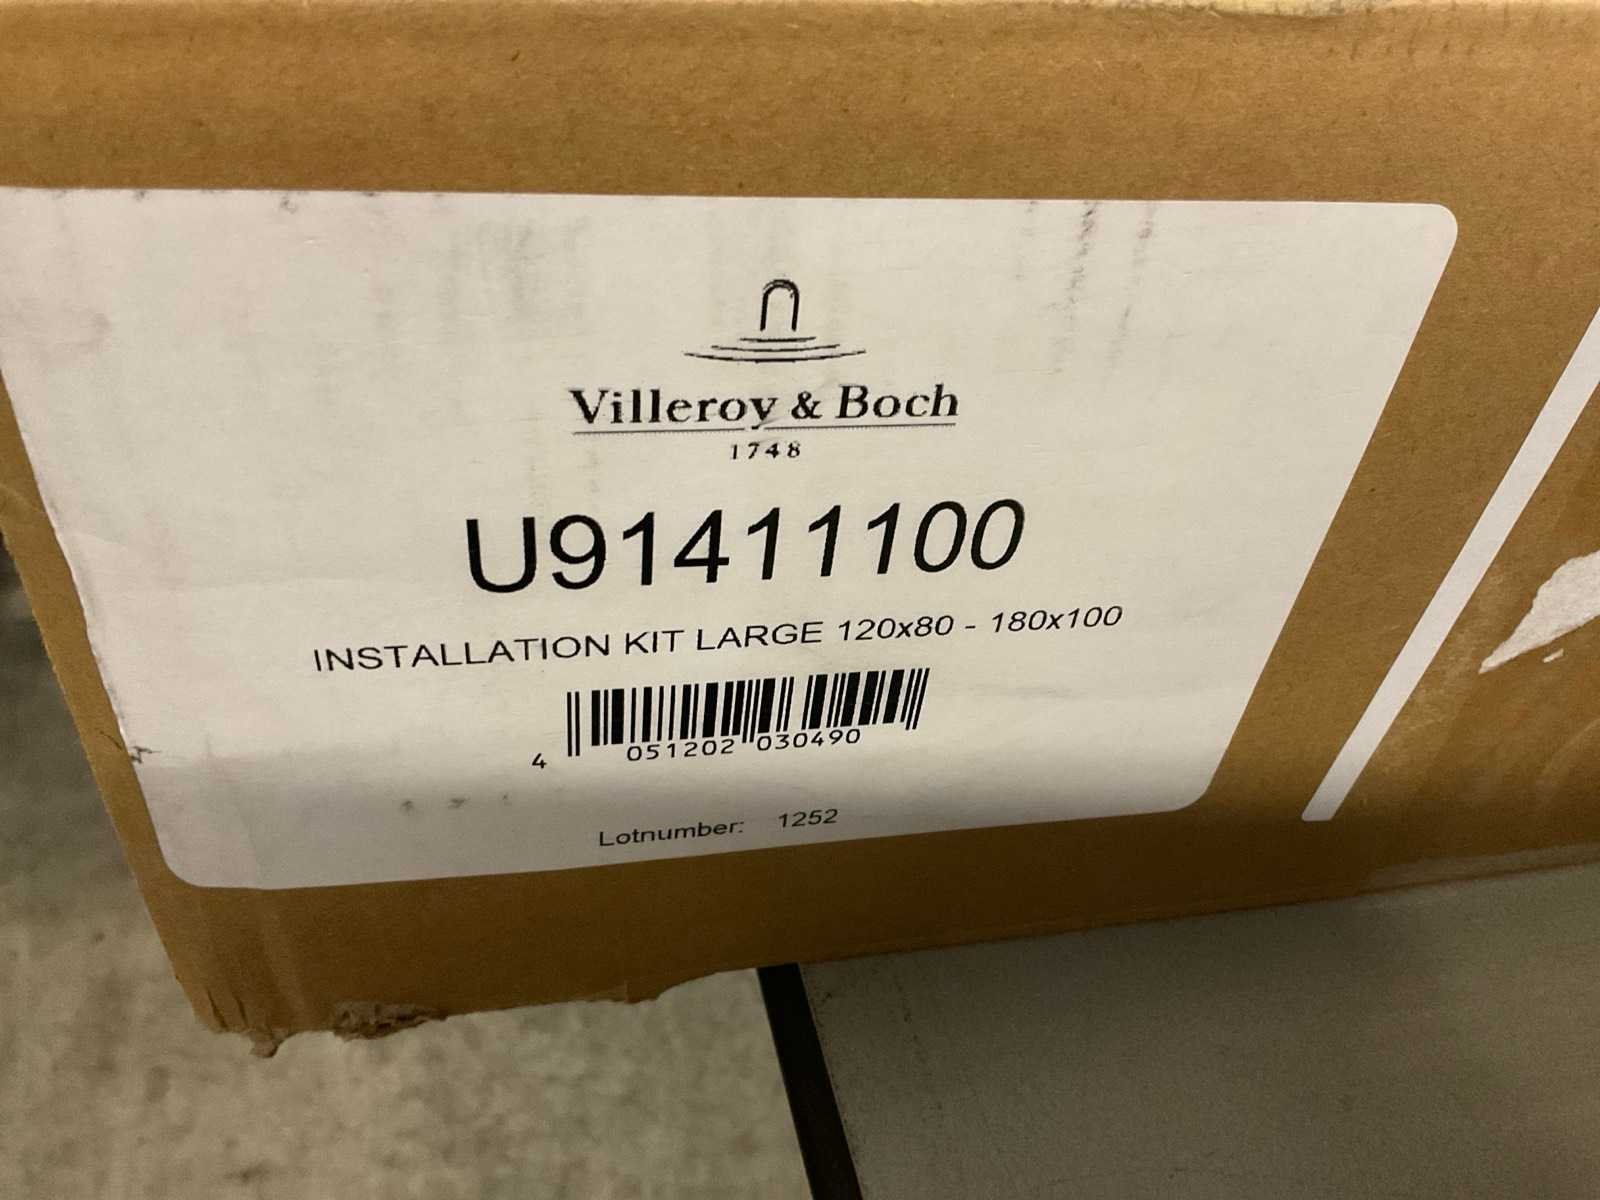 Villeroy & Boch
1748
U91411100
INSTALLATION KIT LARGE 120x80 - 180x100
4 051202 030490
Lotnumber: 1252